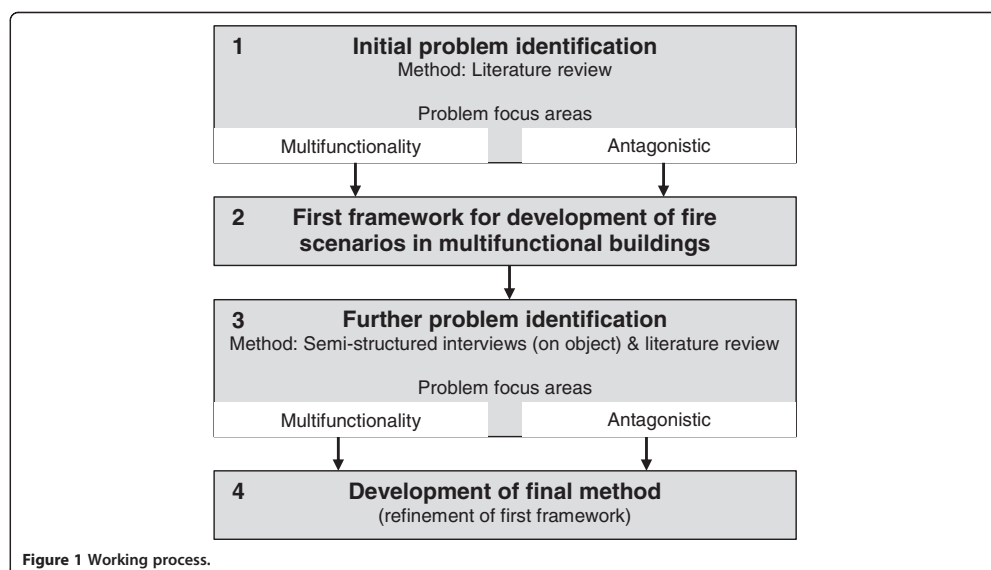 1 Initial problem identification
Method: Literature review
Problem focus areas
Multifunctionality Antagonistic
2 First framework for development of fire
scenarios in multifunctional buildings
3 Further problem identification
Method: Semi-structured interviews (on object) & literature review
Problem focus areas
Multifunctionality Antagonistic
4 Development of final method
(refinement of first framework)
Figure 1 Working process.